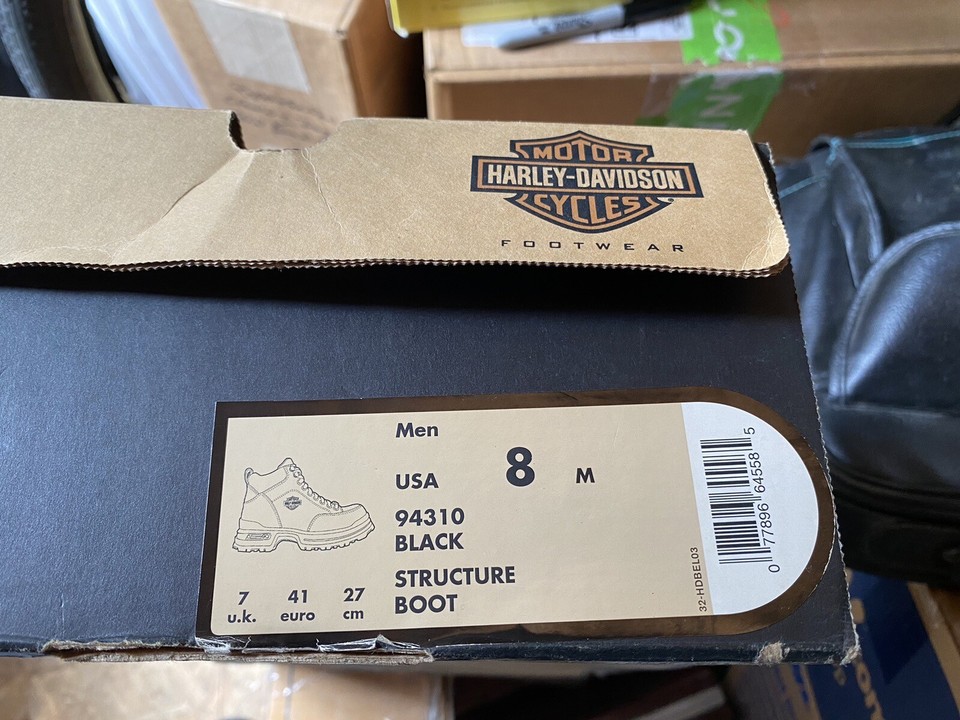 MOTOR
HARLEY-DAVIDSON
CYCLES
FOOTWEAR
Men
USA 8 M
94310
BLACK
STRUCTURE
BOOT
7 41 27
u.k. euro cm
0 77896 64558 5
32-HDBEL03